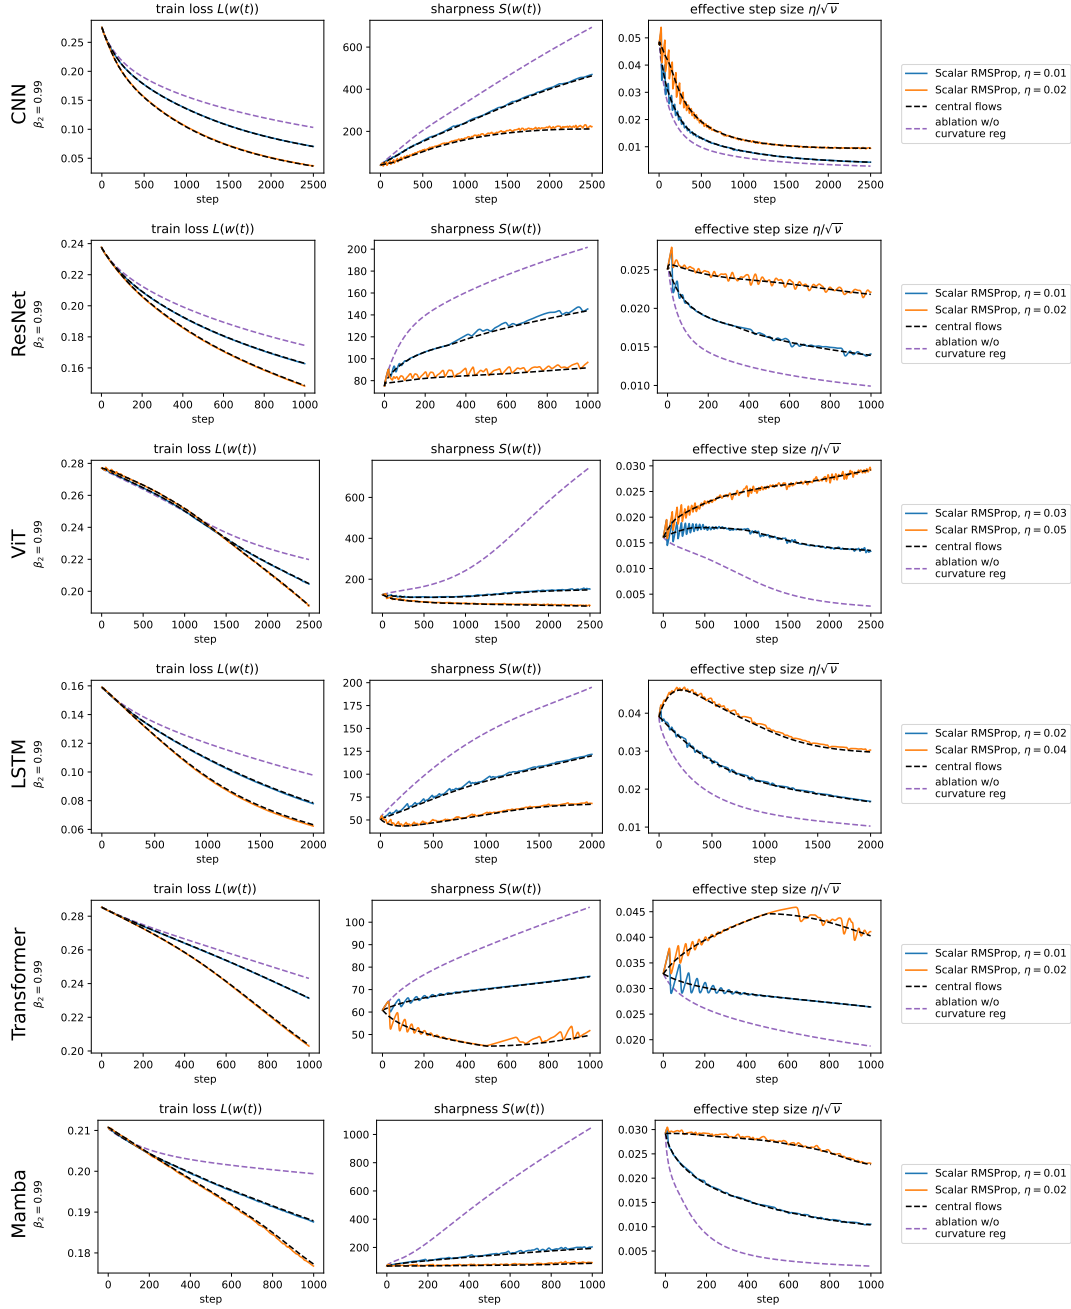 train loss L(w(t))
sharpness S(w(t))
effective step size η/√ν
CNN
β₂ = 0.99
0.25
0.20
0.15
0.10
0.05
0 500 1000 1500 2000 2500
step
600
400
200
0 500 1000 1500 2000 2500
step
0.05
0.04
0.03
0.02
0.01
0 500 1000 1500 2000 2500
step
Scalar RMSProp, η = 0.01
Scalar RMSProp, η = 0.02
central flows
ablation w/o
curvature reg
train loss L(w(t))
sharpness S(w(t))
effective step size η/√ν
ResNet
β₂ = 0.99
0.24
0.22
0.20
0.18
0.16
0 200 400 600 800 1000
step
200
180
160
140
120
100
80
0 200 400 600 800 1000
step
0.025
0.020
0.015
0.010
0 200 400 600 800 1000
step
Scalar RMSProp, η = 0.01
Scalar RMSProp, η = 0.02
central flows
ablation w/o
curvature reg
train loss L(w(t))
sharpness S(w(t))
effective step size η/√ν
ViT
β₂ = 0.99
0.28
0.26
0.24
0.22
0.20
0 500 1000 1500 2000 2500
step
600
400
200
0 500 1000 1500 2000 2500
step
0.030
0.025
0.020
0.015
0.010
0.005
0 500 1000 1500 2000 2500
step
Scalar RMSProp, η = 0.03
Scalar RMSProp, η = 0.05
central flows
ablation w/o
curvature reg
train loss L(w(t))
sharpness S(w(t))
effective step size η/√ν
LSTM
β₂ = 0.99
0.16
0.14
0.12
0.10
0.08
0.06
0 500 1000 1500 2000
step
200
175
150
125
100
75
50
0 500 1000 1500 2000
step
0.04
0.03
0.02
0.01
0 500 1000 1500 2000
step
Scalar RMSProp, η = 0.02
Scalar RMSProp, η = 0.04
central flows
ablation w/o
curvature reg
train loss L(w(t))
sharpness S(w(t))
effective step size η/√ν
Transformer
β₂ = 0.99
0.28
0.26
0.24
0.22
0.20
0 200 400 600 800 1000
step
100
90
80
70
60
50
0 200 400 600 800 1000
step
0.045
0.040
0.035
0.030
0.025
0.020
0 200 400 600 800 1000
step
Scalar RMSProp, η = 0.01
Scalar RMSProp, η = 0.02
central flows
ablation w/o
curvature reg
train loss L(w(t))
sharpness S(w(t))
effective step size η/√ν
Mamba
β₂ = 0.99
0.21
0.20
0.19
0.18
0 200 400 600 800 1000
step
1000
800
600
400
200
0 200 400 600 800 1000
step
0.030
0.025
0.020
0.015
0.010
0.005
0 200 400 600 800 1000
step
Scalar RMSProp, η = 0.01
Scalar RMSProp, η = 0.02
central flows
ablation w/o
curvature reg